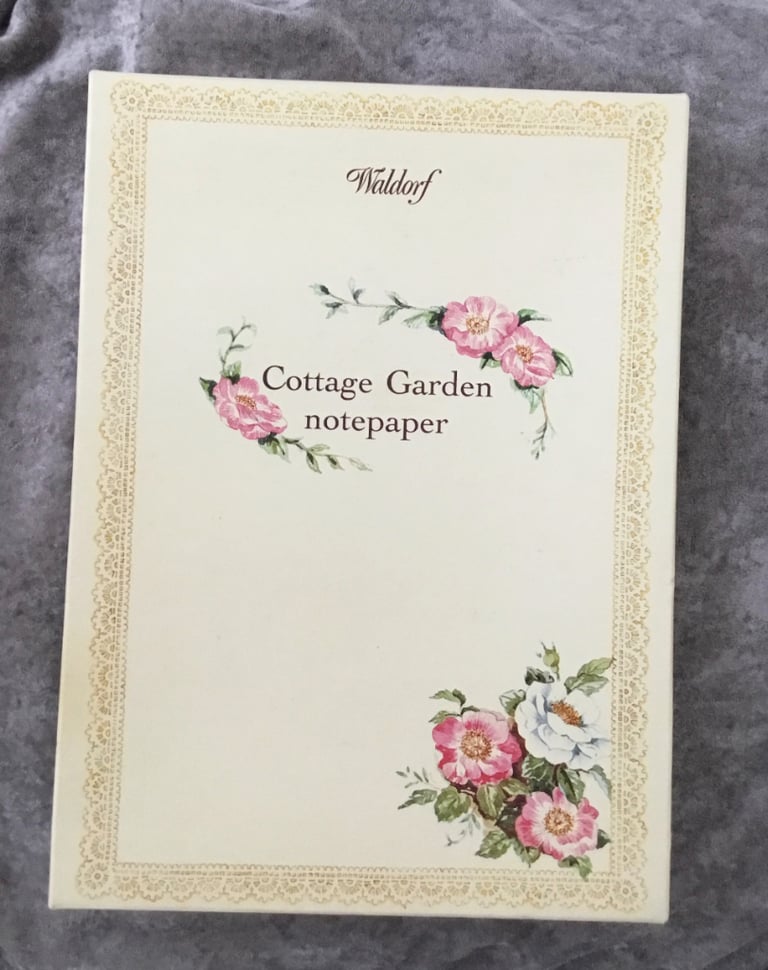 Waldorf
Cottage Garden
notepaper